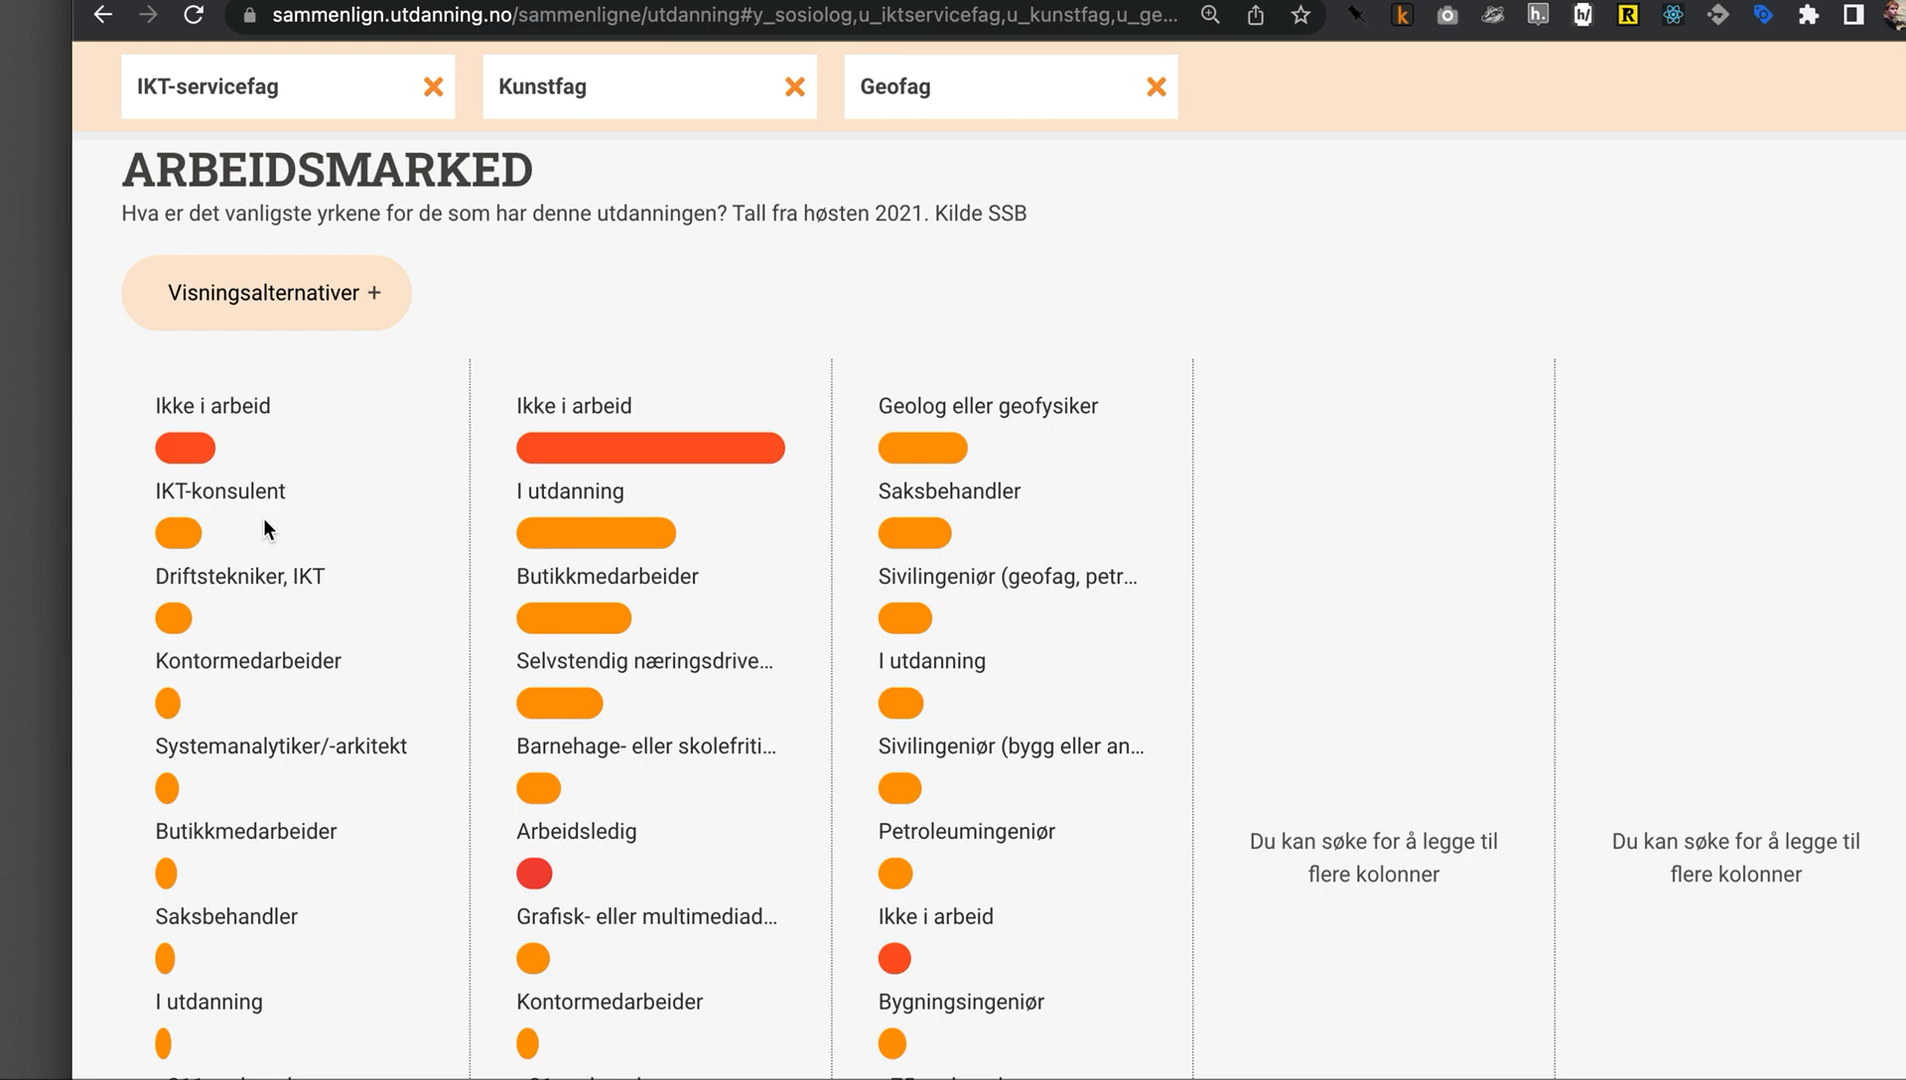 sammenlign.utdanning.no/sammenligne/utdanning#y_sosiolog,u_iktservicefag,u_kunstfag,u_ge...
IKT-servicefag
Kunstfag
Geofag
ARBEIDSMARKED
Hva er det vanligste yrkene for de som har denne utdanningen? Tall fra høsten 2021. Kilde SSB
Visningsalternativer +
Ikke i arbeid
IKT-konsulent
Driftstekniker, IKT
Kontormedarbeider
Systemanalytiker/-arkitekt
Butikkmedarbeider
Saksbehandler
I utdanning
Ikke i arbeid
I utdanning
Butikkmedarbeider
Selvstendig næringsdrive...
Barnehage- eller skolefriti...
Arbeidsledig
Grafisk- eller multimediad...
Kontormedarbeider
Geolog eller geofysiker
Saksbehandler
Sivilingeniør (geofag, petr...
I utdanning
Sivilingeniør (bygg eller an...
Petroleumingeniør
Ikke i arbeid
Bygningsingeniør
Du kan søke for å legge til
flere kolonner
Du kan søke for å legge til
flere kolonner